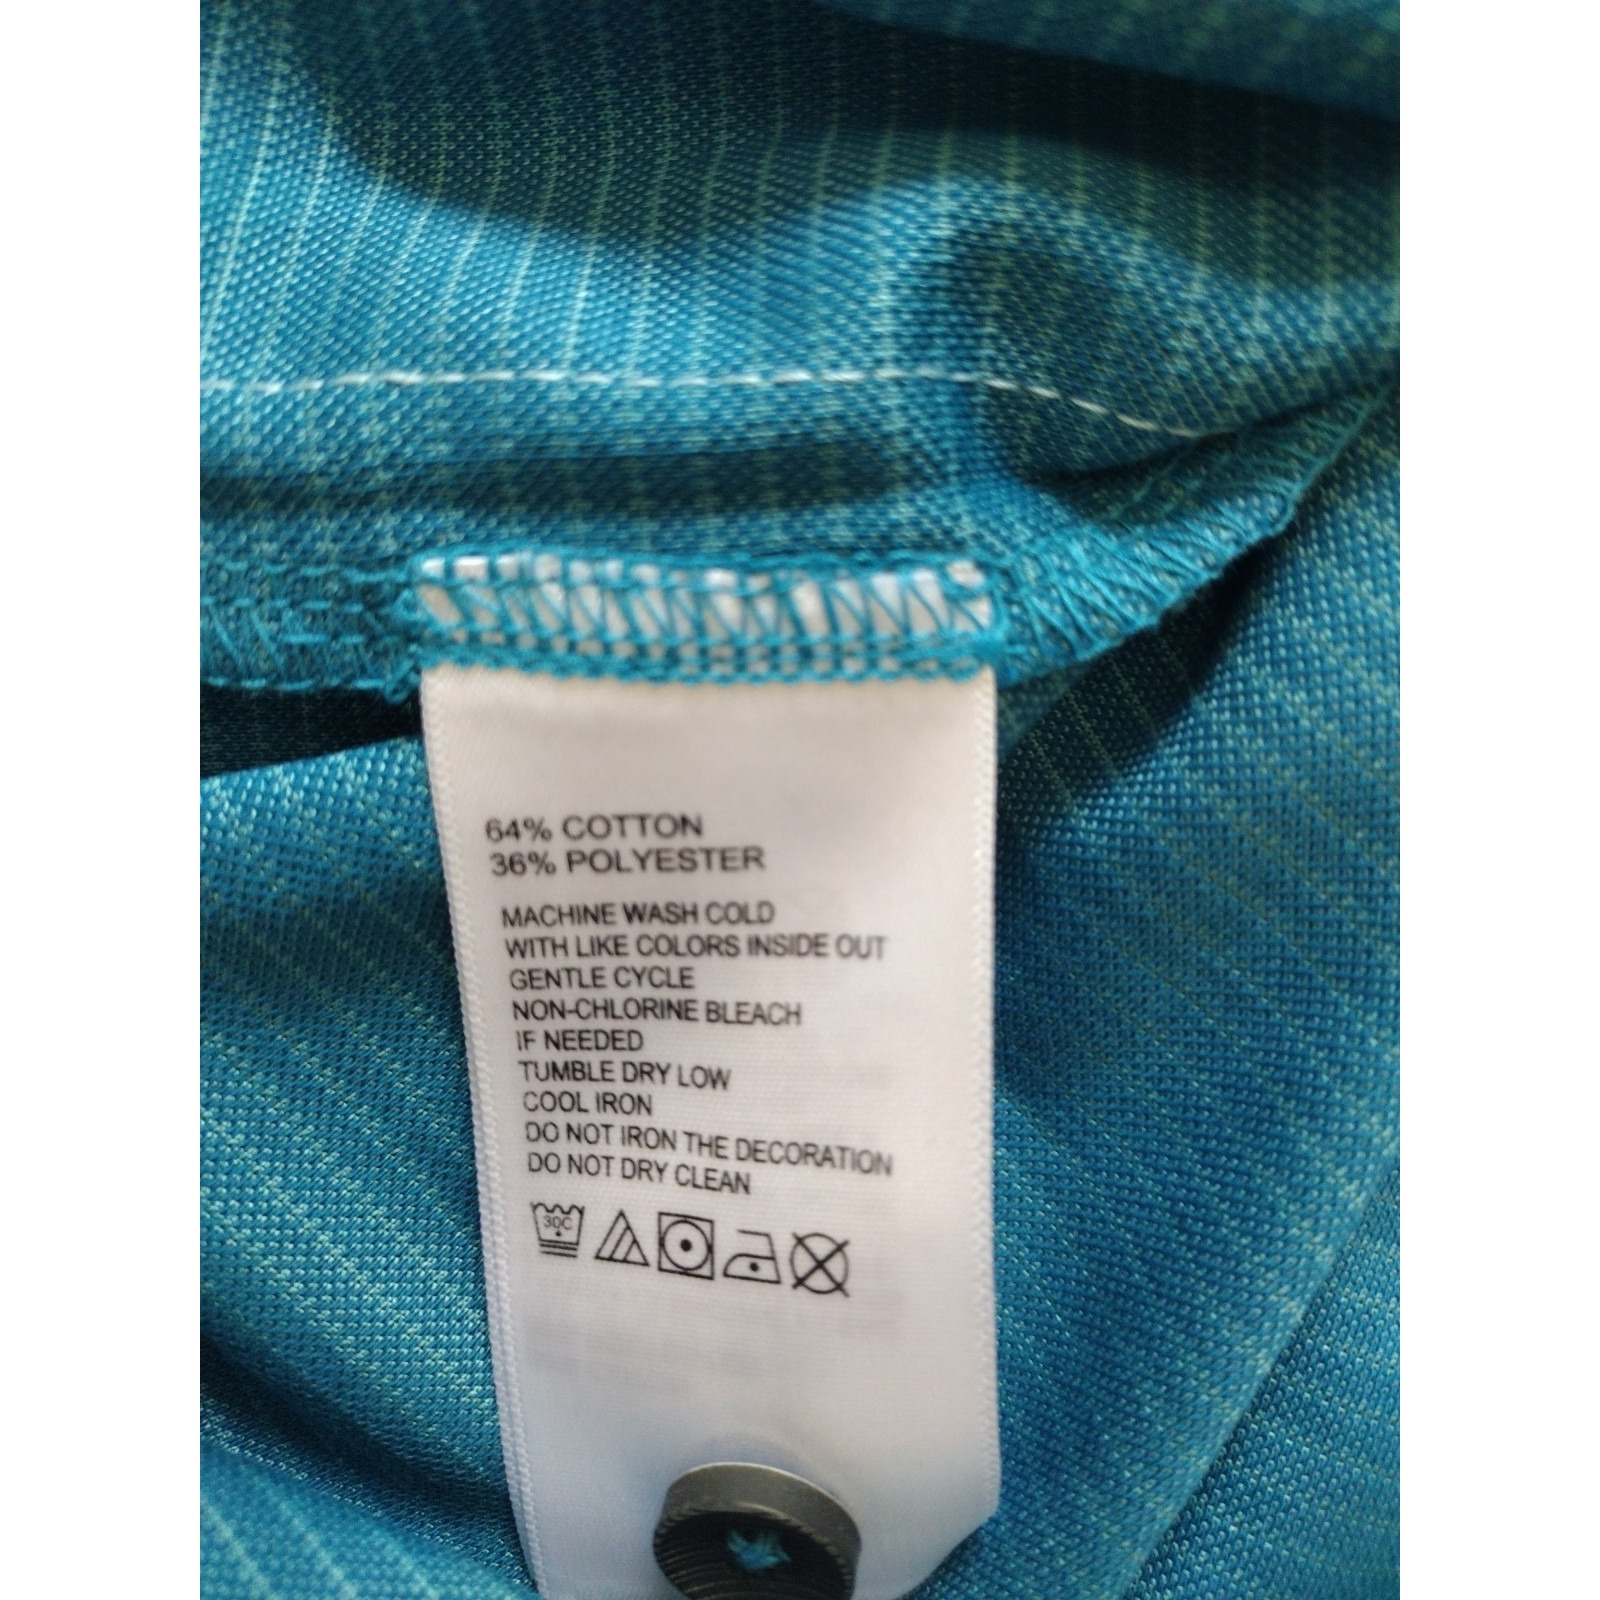 64% COTTON
36% POLYESTER
MACHINE WASH COLD
WITH LIKE COLORS INSIDE OUT
GENTLE CYCLE
NON-CHLORINE BLEACH
IF NEEDED
TUMBLE DRY LOW
COOL IRON
DO NOT IRON THE DECORATION
DO NOT DRY CLEAN
30C